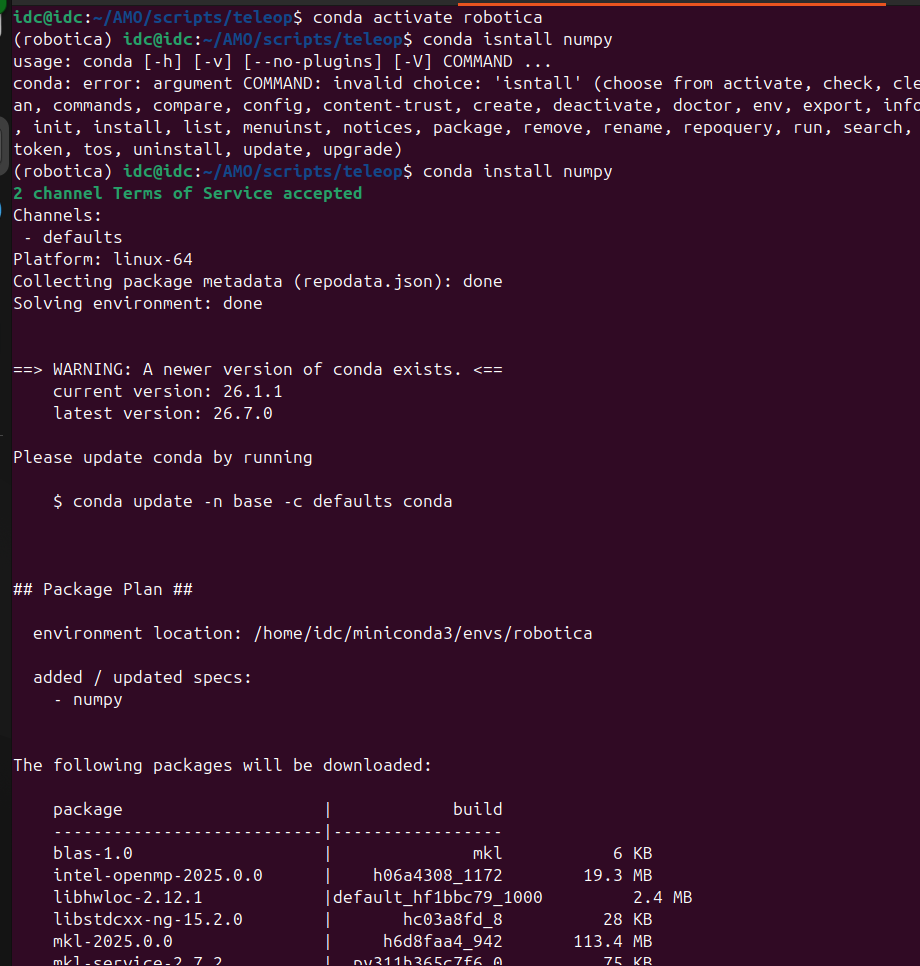 idc@idc:~/AMO/scripts/teleop$ conda activate robotica
(robotica) idc@idc:~/AMO/scripts/teleop$ conda isntall numpy
usage: conda [-h] [-v] [--no-plugins] [-V] COMMAND ...
conda: error: argument COMMAND: invalid choice: 'isntall' (choose from activate, check, cle
an, commands, compare, config, content-trust, create, deactivate, doctor, env, export, info
, init, install, list, menuinst, notices, package, remove, rename, repoquery, run, search,
token, tos, uninstall, update, upgrade)
(robotica) idc@idc:~/AMO/scripts/teleop$ conda install numpy
2 channel Terms of Service accepted
Channels:
 - defaults
Platform: linux-64
Collecting package metadata (repodata.json): done
Solving environment: done
==> WARNING: A newer version of conda exists. <==
    current version: 26.1.1
    latest version: 26.7.0
Please update conda by running
    $ conda update -n base -c defaults conda
## Package Plan ##
  environment location: /home/idc/miniconda3/envs/robotica
  added / updated specs:
    - numpy
The following packages will be downloaded:
    package                    |            build
    ---------------------------|-----------------
    blas-1.0                   |              mkl           6 KB
    intel-openmp-2025.0.0      |    h06a4308_1172        19.3 MB
    libhwloc-2.12.1            |default_hf1bbc79_1000         2.4 MB
    libstdcxx-ng-15.2.0        |       hc03a8fd_8          28 KB
    mkl-2025.0.0               |     h6d8faa4_942       113.4 MB
    mkl-service-2.7.2          |  py311h365c7f6_0          75 KB